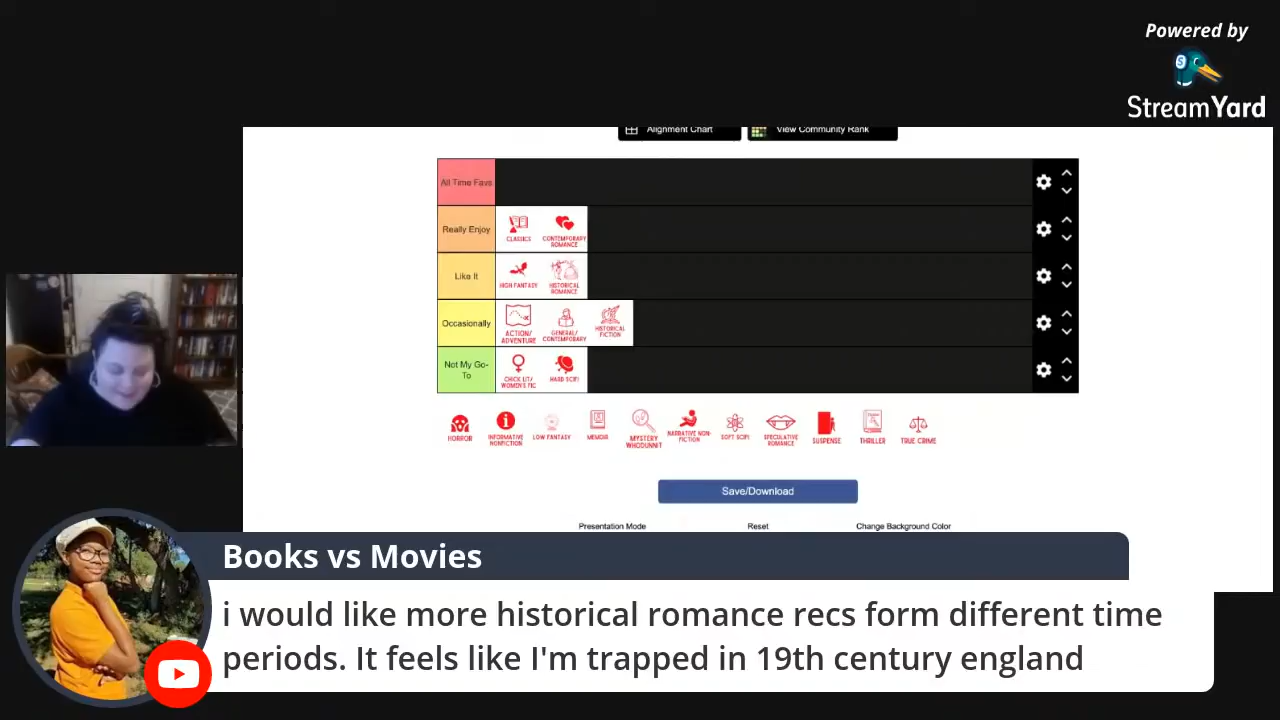 Powered by
StreamYard
Alignment Chart
View Community Rank
All Time Favs
Really Enjoy
CLASSICS
CONTEMPORARY
ROMANCE
Like It
HIGH FANTASY
HISTORICAL
ROMANCE
Occasionally
ACTION/
ADVENTURE
GENERAL/
CONTEMPORARY
HISTORICAL
FICTION
Not My Go-
To
CHICK LIT/
WOMEN'S FIC
HARD SCIFI
HORROR
INFORMATIVE
NONFICTION
LOW FANTASY
MEMOIR
MYSTERY
WHODUNNIT
NARRATIVE NON-
FICTION
SOFT SCIFI
SPECULATIVE
ROMANCE
SUSPENSE
THRILLER
TRUE CRIME
Save/Download
Presentation Mode
Reset
Change Background Color
Books vs Movies
i would like more historical romance recs form different time
periods. It feels like I'm trapped in 19th century england